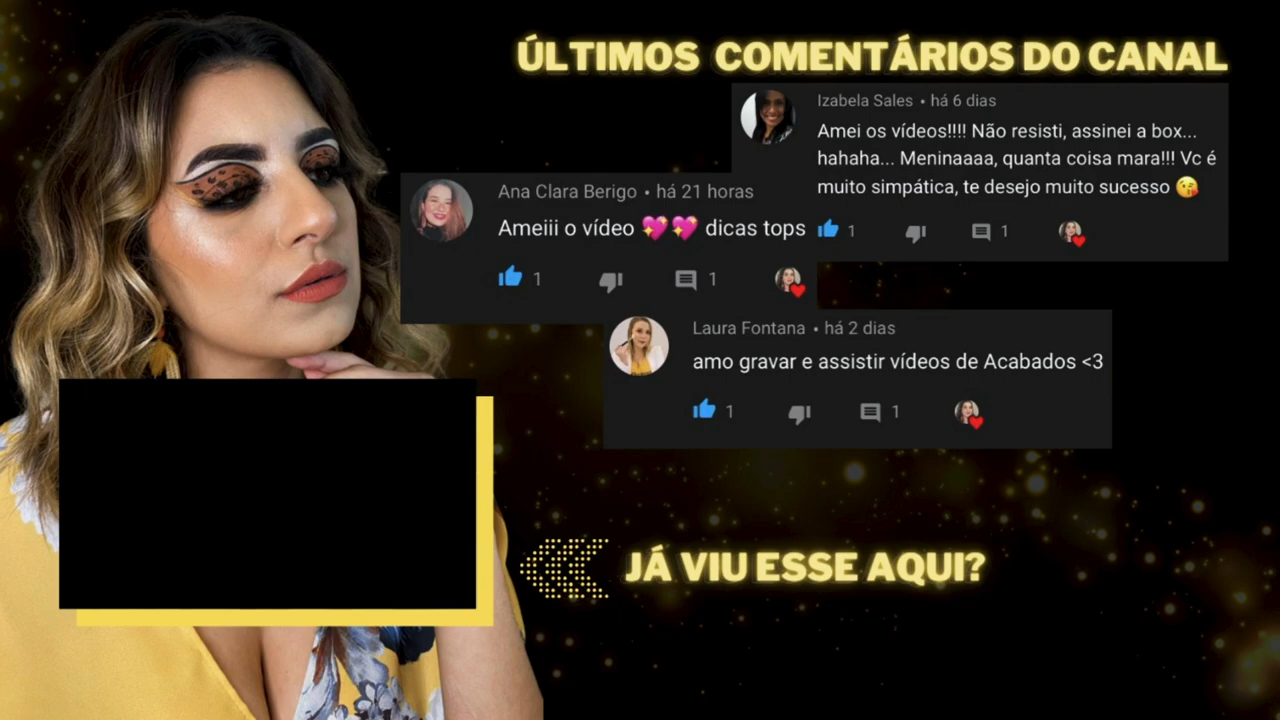 ÚLTIMOS COMENTÁRIOS DO CANAL
Izabela Sales • há 6 dias
Amei os vídeos!!!! Não resisti, assinei a box...
hahaha... Meninaaaa, quanta coisa mara!!! Vc é
muito simpática, te desejo muito sucesso 😘
1 1
Ana Clara Berigo • há 21 horas
Ameiii o vídeo 💖💖 dicas tops
1 1
Laura Fontana • há 2 dias
amo gravar e assistir vídeos de Acabados <3
1 1
JÁ VIU ESSE AQUI?